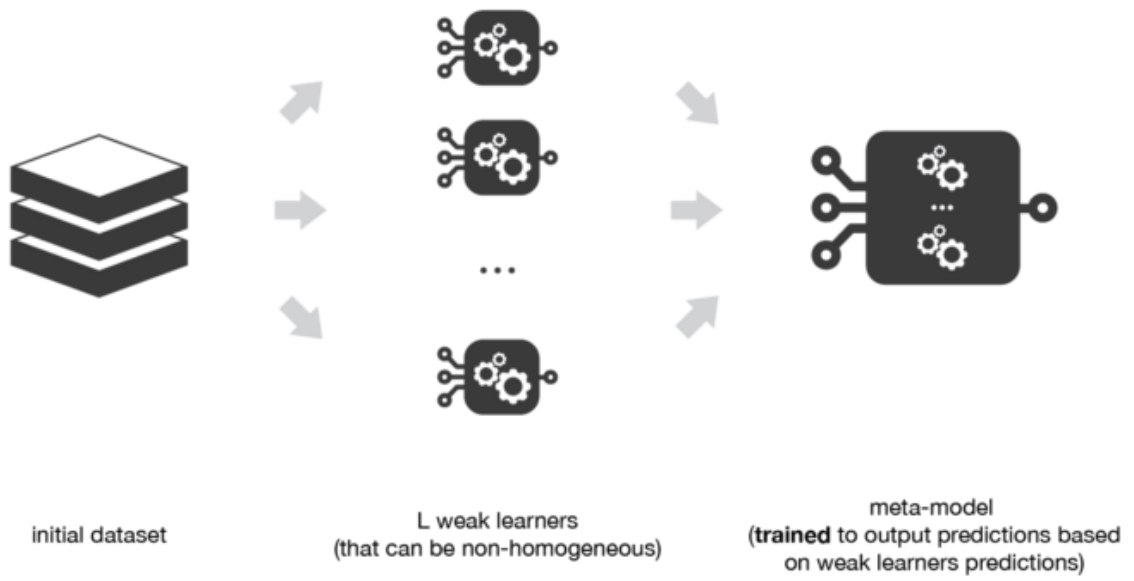 initial dataset
L weak learners
(that can be non-homogeneous)
meta-model
(trained to output predictions based
on weak learners predictions)